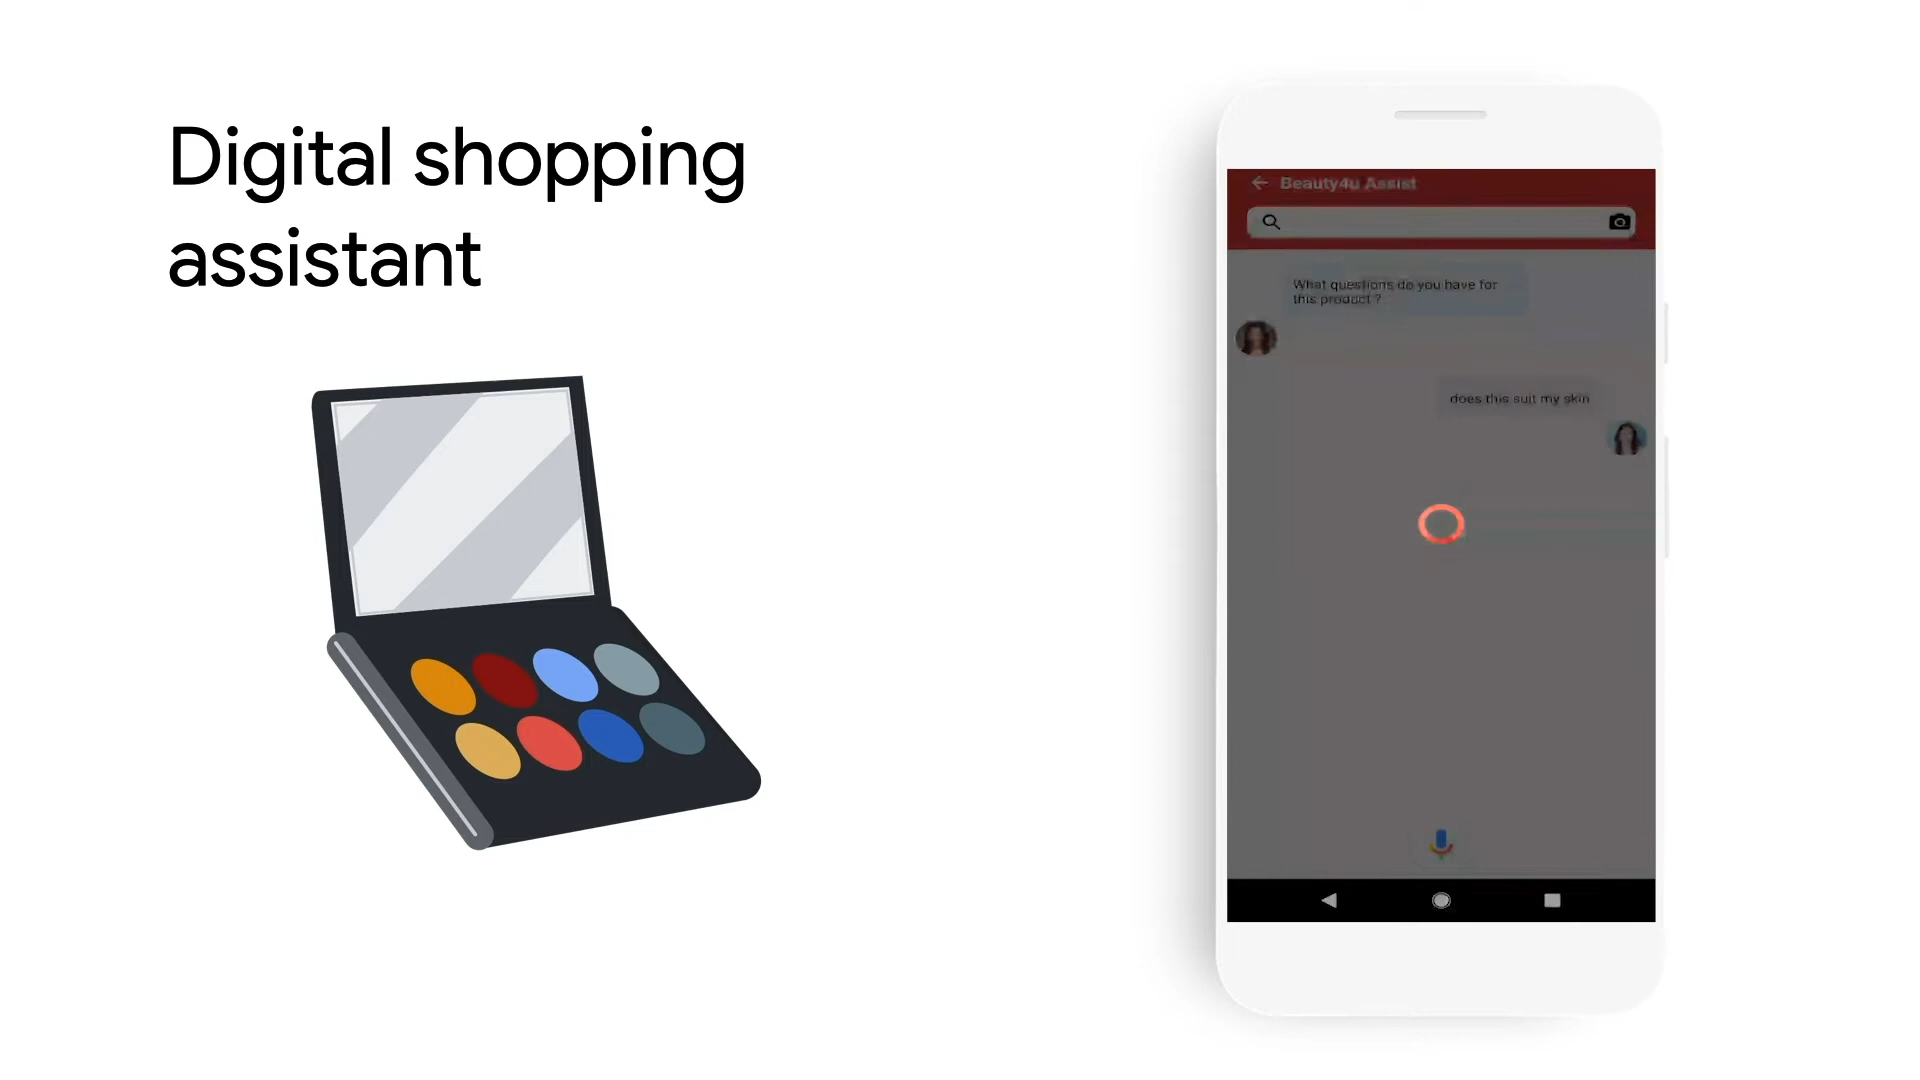 Digital shopping
assistant
Beauty4u Assist
What questions do you have for
this product ?
does this suit my skin